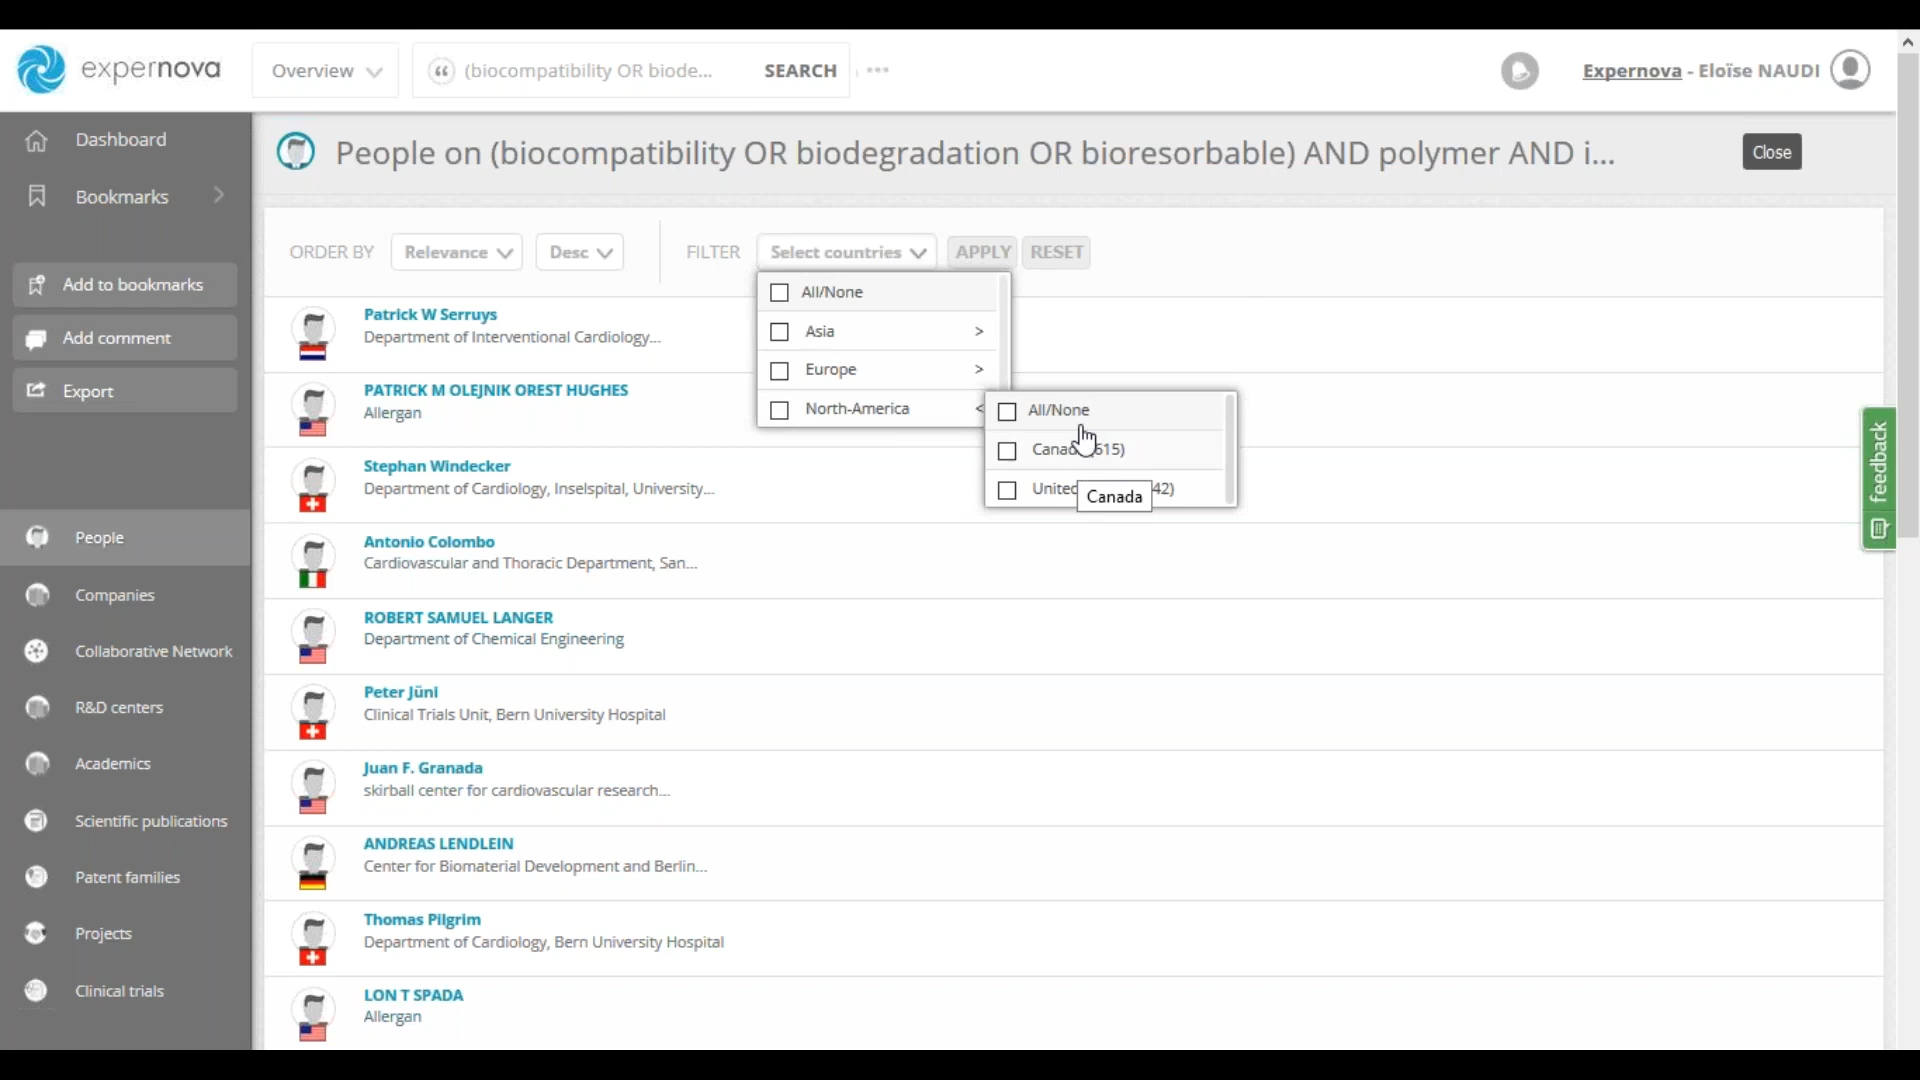 expernova
Overview
(biocompatibility OR biode...
SEARCH
Expernova - Eloïse NAUDI
Dashboard
Bookmarks
Add to bookmarks
Add comment
Export
People
Companies
Collaborative Network
R&D centers
Academics
Scientific publications
Patent families
Projects
Clinical trials
People on (biocompatibility OR biodegradation OR bioresorbable) AND polymer AND i...
Close
ORDER BY
Relevance
Desc
FILTER
Select countries
APPLY
RESET
All/None
Asia >
Europe >
North-America <
All/None
615)
42)
Canada
Patrick W Serruys
Department of Interventional Cardiology...
PATRICK M OLEJNIK OREST HUGHES
Allergan
Stephan Windecker
Department of Cardiology, Inselspital, University...
Antonio Colombo
Cardiovascular and Thoracic Department, San...
ROBERT SAMUEL LANGER
Department of Chemical Engineering
Peter Jünl
Clinical Trials Unit, Bern University Hospital
Juan F. Granada
skirball center for cardiovascular research...
ANDREAS LENDLEIN
Center for Biomaterial Development and Berlin...
Thomas Pilgrim
Department of Cardiology, Bern University Hospital
LON T SPADA
Allergan
feedback